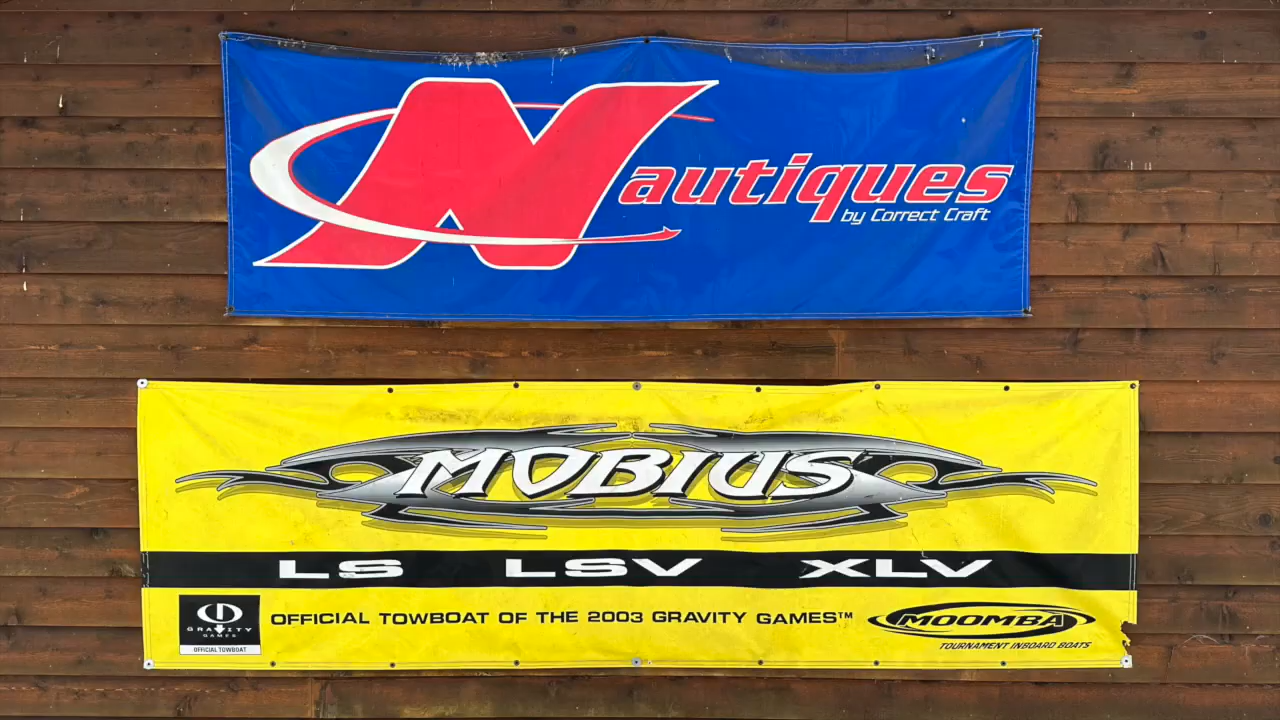 Nautiques
by Correct Craft
MOBIUS
LS LSV XLV
GRAVITY
GAMES
OFFICIAL TOWBOAT
OFFICIAL TOWBOAT OF THE 2003 GRAVITY GAMES™
MOOMBA
TOURNAMENT INBOARD BOATS